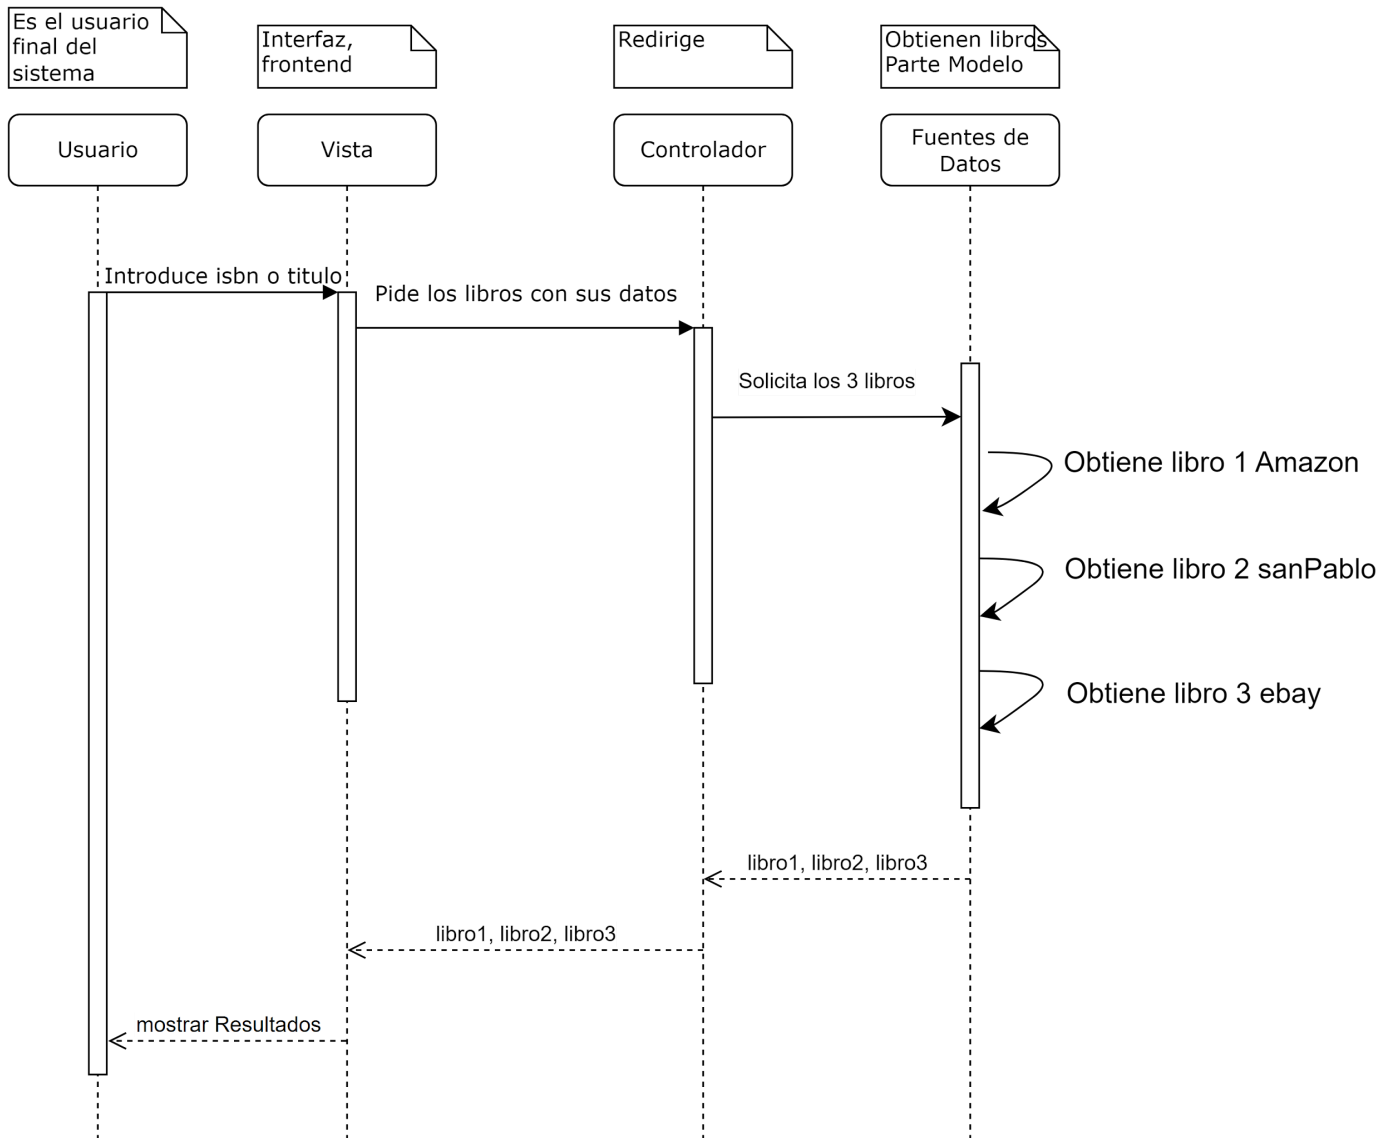 Es el usuario
final del
sistema
Interfaz,
frontend
Redirige
Obtienen libros
Parte Modelo
Usuario
Vista
Controlador
Fuentes de
Datos
Introduce isbn o titulo
Pide los libros con sus datos
Solicita los 3 libros
Obtiene libro 1 Amazon
Obtiene libro 2 sanPablo
Obtiene libro 3 ebay
libro1, libro2, libro3
libro1, libro2, libro3
mostrar Resultados